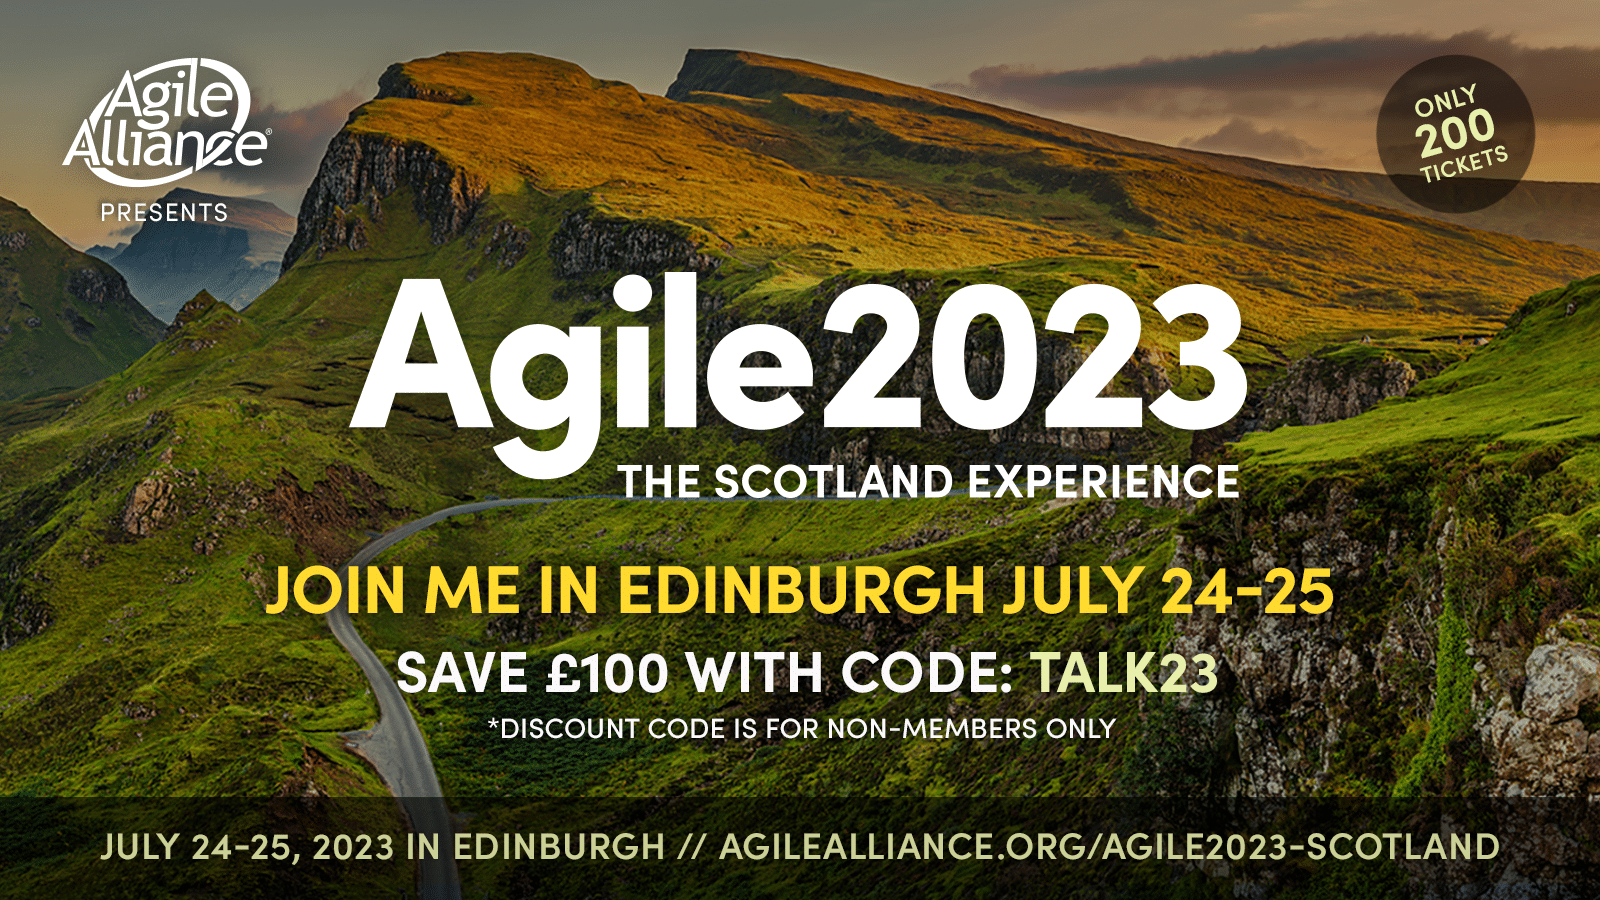 Agile
Alliance®
PRESENTS
ONLY
200
TICKETS
Agile2023
THE SCOTLAND EXPERIENCE
JOIN ME IN EDINBURGH JULY 24-25
SAVE £100 WITH CODE: TALK23
*DISCOUNT CODE IS FOR NON-MEMBERS ONLY
JULY 24-25, 2023 IN EDINBURGH // AGILEALLIANCE.ORG/AGILE2023-SCOTLAND